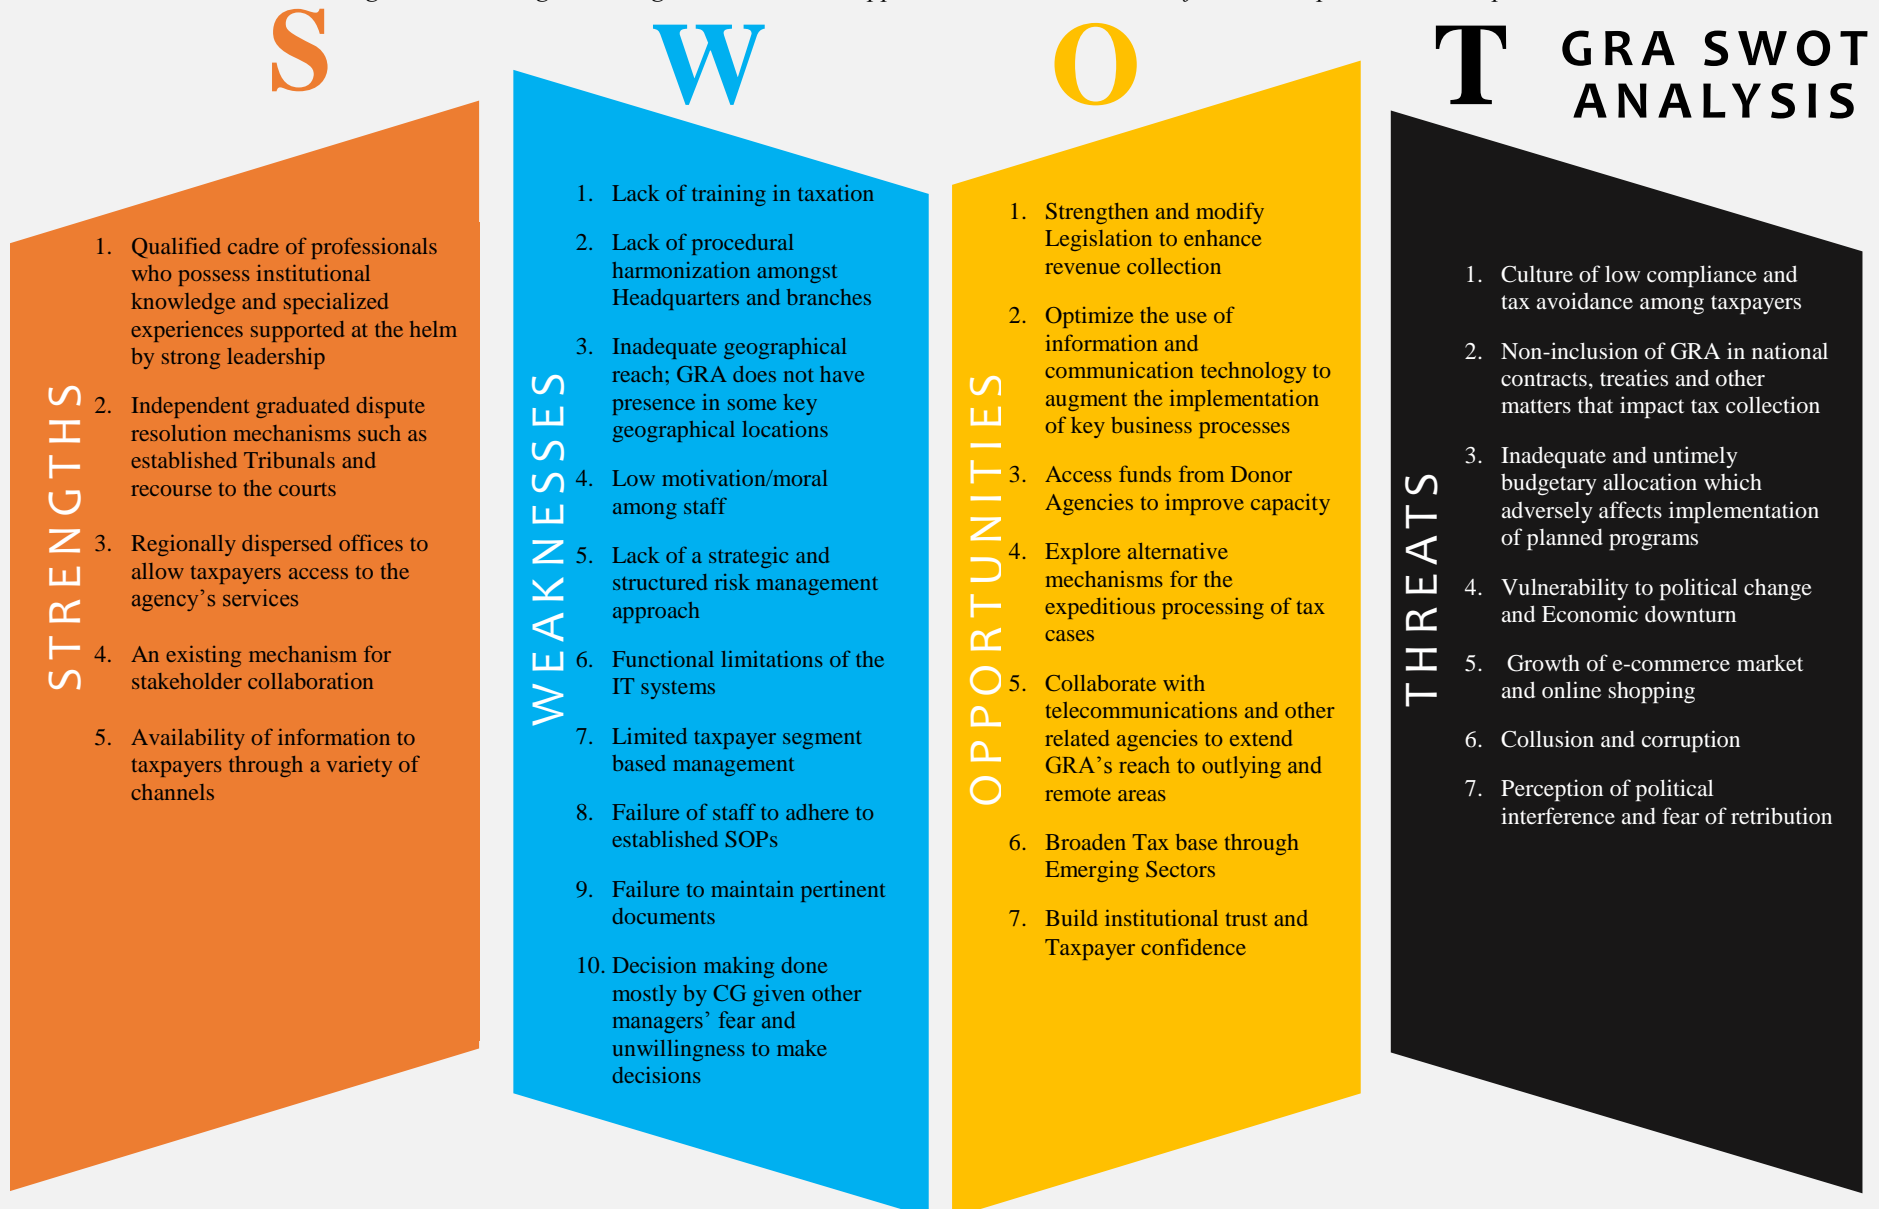 S
W
O
T
GRA SWOT
ANALYSIS
STRENGTHS
1. Qualified cadre of professionals
who possess institutional
knowledge and specialized
experiences supported at the helm
by strong leadership
2. Independent graduated dispute
resolution mechanisms such as
established Tribunals and
recourse to the courts
3. Regionally dispersed offices to
allow taxpayers access to the
agency's services
4. An existing mechanism for
stakeholder collaboration
5. Availability of information to
taxpayers through a variety of
channels
WEAKNESSES
1. Lack of training in taxation
2. Lack of procedural
harmonization amongst
Headquarters and branches
3. Inadequate geographical
reach; GRA does not have
presence in some key
geographical locations
4. Low motivation/moral
among staff
5. Lack of a strategic and
structured risk management
approach
6. Functional limitations of the
IT systems
7. Limited taxpayer segment
based management
8. Failure of staff to adhere to
established SOPs
9. Failure to maintain pertinent
documents
10. Decision making done
mostly by CG given other
managers' fear and
unwillingness to make
decisions
OPPORTUNITIES
1. Strengthen and modify
Legislation to enhance
revenue collection
2. Optimize the use of
information and
communication technology to
augment the implementation
of key business processes
3. Access funds from Donor
Agencies to improve capacity
4. Explore alternative
mechanisms for the
expeditious processing of tax
cases
5. Collaborate with
telecommunications and other
related agencies to extend
GRA's reach to outlying and
remote areas
6. Broaden Tax base through
Emerging Sectors
7. Build institutional trust and
Taxpayer confidence
THREATS
1. Culture of low compliance and
tax avoidance among taxpayers
2. Non-inclusion of GRA in national
contracts, treaties and other
matters that impact tax collection
3. Inadequate and untimely
budgetary allocation which
adversely affects implementation
of planned programs
4. Vulnerability to political change
and Economic downturn
5. Growth of e-commerce market
and online shopping
6. Collusion and corruption
7. Perception of political
interference and fear of retribution